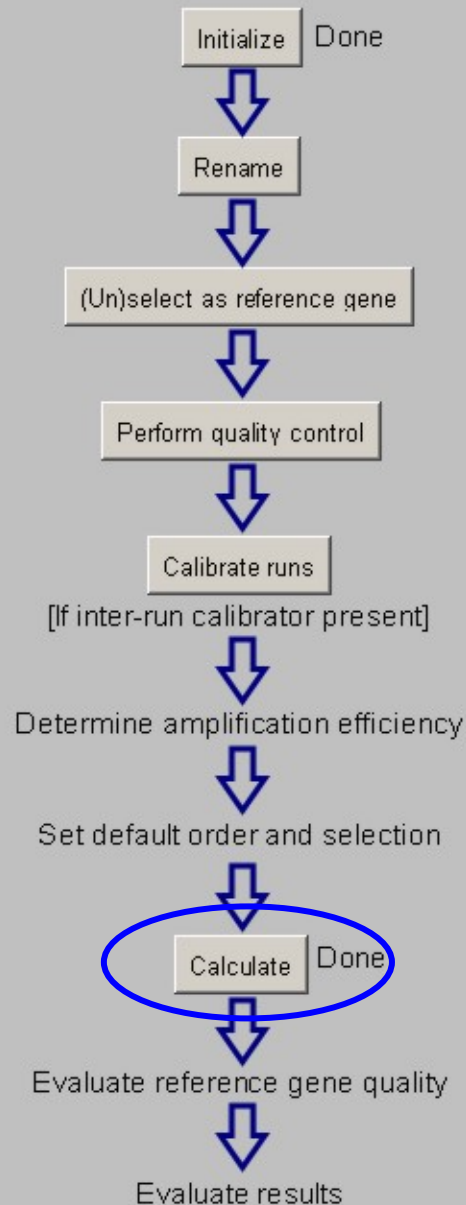 Initialize Done
Rename
(Un)select as reference gene
Perform quality control
Calibrate runs
[If inter-run calibrator present]
Determine amplification efficiency
Set default order and selection
Calculate Done
Evaluate reference gene quality
Evaluate results